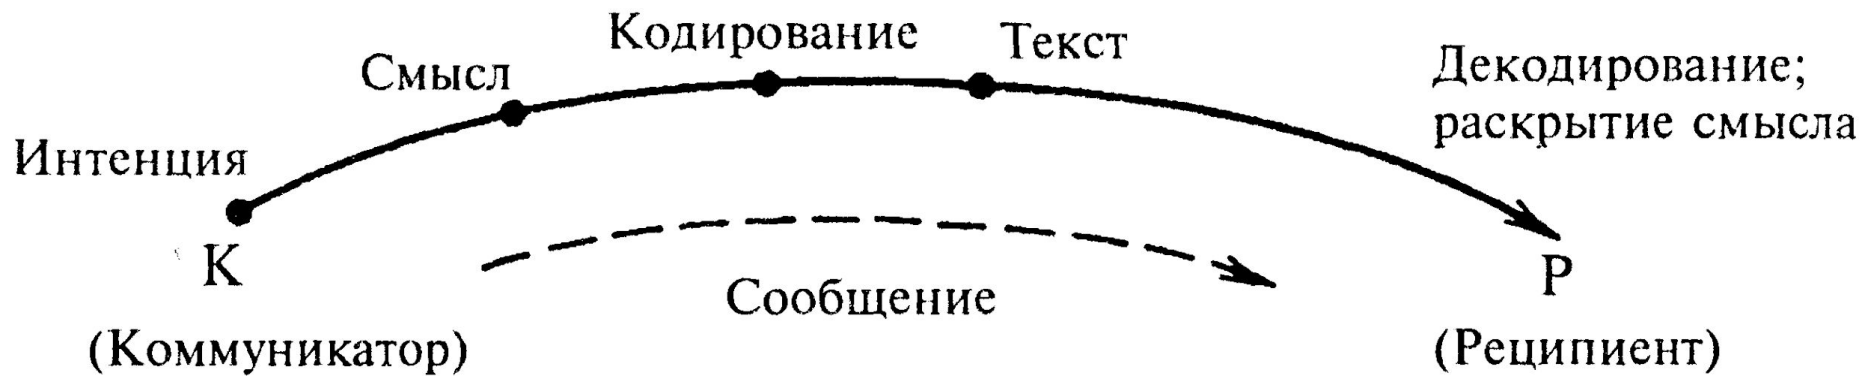 Кодирование
Текст
Смысл
Декодирование;
раскрытие смысла
Интенция
К
Р
Сообщение
(Коммуникатор)
(Реципиент)